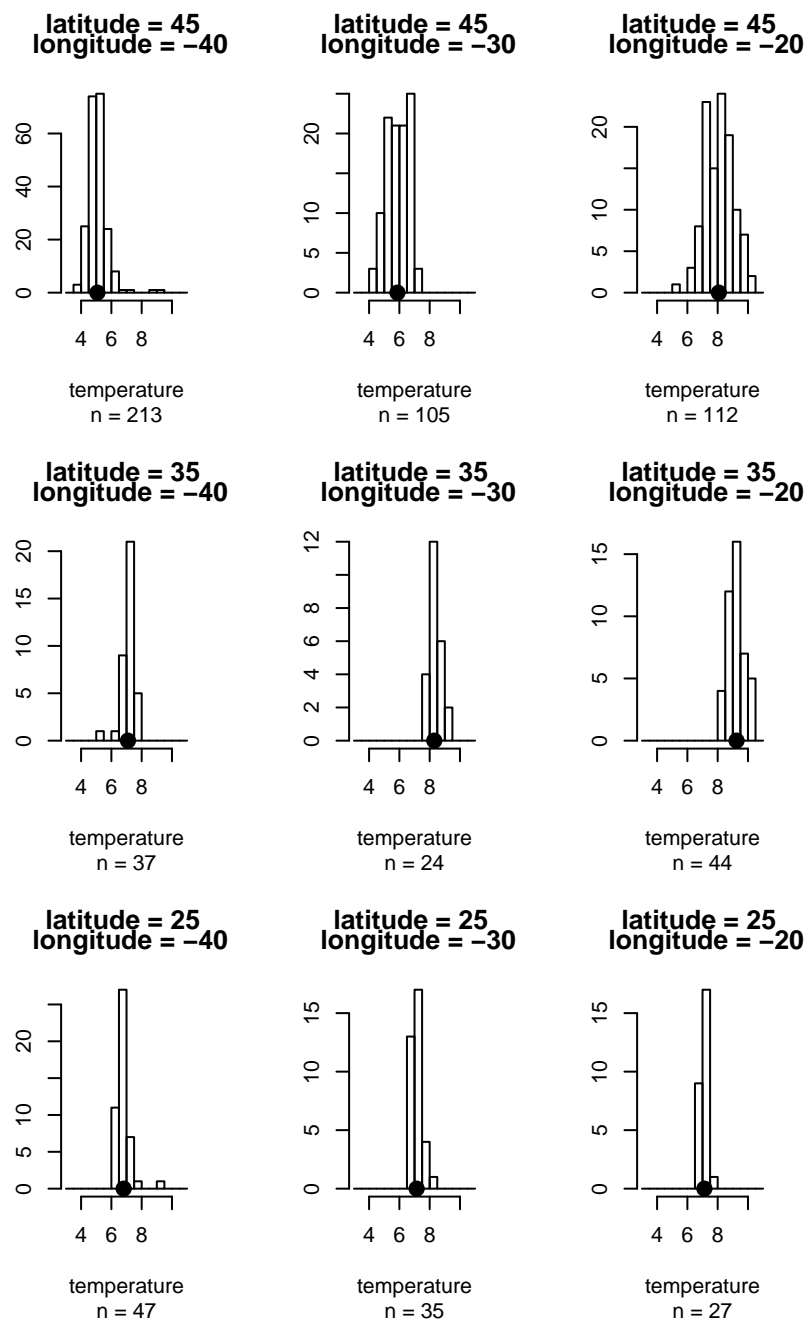 latitude = 45
longitude = −40
latitude = 45
longitude = −30
latitude = 45
longitude = −20
60
40
20
0
4 6 8
temperature
n = 213
20
10
5
0
4 6 8
temperature
n = 105
20
10
5
0
4 6 8
temperature
n = 112
latitude = 35
longitude = −40
latitude = 35
longitude = −30
latitude = 35
longitude = −20
20
15
10
5
0
4 6 8
temperature
n = 37
12
8
6
4
2
0
4 6 8
temperature
n = 24
15
10
5
0
4 6 8
temperature
n = 44
latitude = 25
longitude = −40
latitude = 25
longitude = −30
latitude = 25
longitude = −20
20
10
5
0
4 6 8
temperature
n = 47
15
10
5
0
4 6 8
temperature
n = 35
15
10
5
0
4 6 8
temperature
n = 27